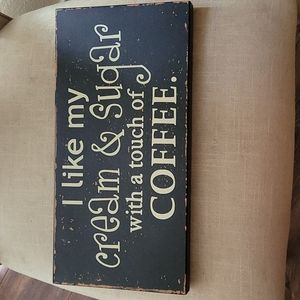 I like my
cream & sugar
with a touch of
COFFEE.